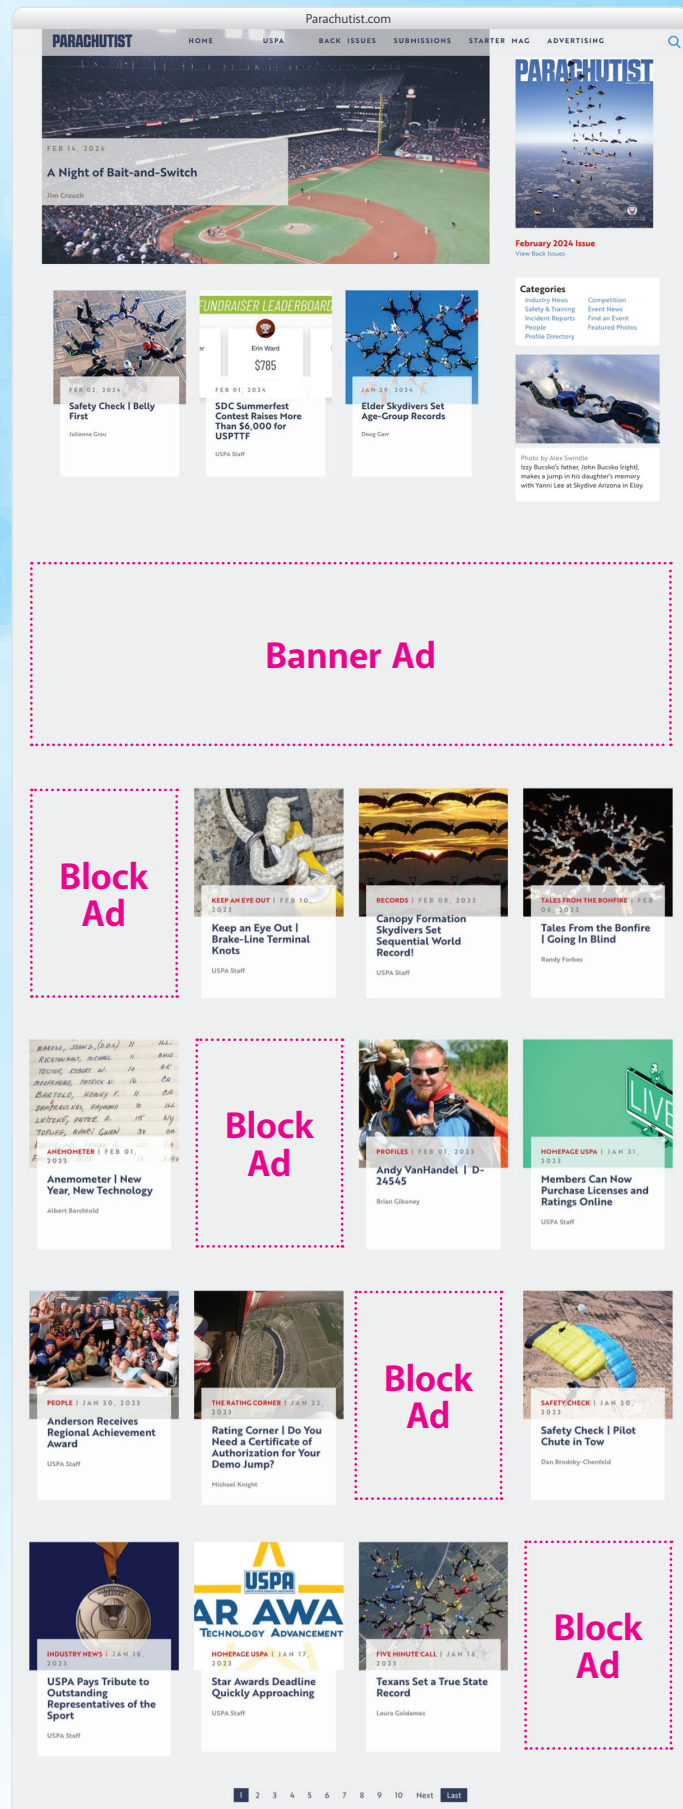 Parachutist.com
PARACHUTIST
HOME USPA BACK ISSUES SUBMISSIONS STARTER MAG ADVERTISING
PARACHUTIST
FEB 14, 2024
A Night of Bait-and-Switch
Jim Crouch
February 2024 Issue
View Back Issues
Categories
Industry News
Safety & Training
Incident Reports
People
Profile Directory
Competition
Event News
Find an Event
Featured Photos
FEB 02, 2024
Safety Check | Belly
First
Julianne Grau
FUNDRAISER LEADERBOARD
Erin Ward
$785
FEB 01, 2024
SDC Summerfest
Contest Raises More
Than $6,000 for
USPTTF
USPA Staff
JAN 29, 2024
Elder Skydivers Set
Age-Group Records
Doug Garr
Photo by Alex Swindle
Izzy Bucsko's father, John Bucsko (right),
makes a jump in his daughter's memory
with Yanni Lee at Skydive Arizona in Eloy.
Banner Ad
Block
Ad
KEEP AN EYE OUT | FEB 10,
2023
Keep an Eye Out |
Brake-Line Terminal
Knots
USPA Staff
RECORDS | FEB 08, 2023
Canopy Formation
Skydivers Set
Sequential World
Record!
USPA Staff
TALES FROM THE BONFIRE | FEB
06, 2023
Tales From the Bonfire
| Going In Blind
Randy Forbes
ANEMOMETER | FEB 01,
2023
Anemometer | New
Year, New Technology
Albert Berchtold
Block
Ad
PROFILES | FEB 01, 2023
Andy VanHandel | D-
24545
Brian Giboney
LIVE
HOMEPAGE USPA | JAN 31,
2023
Members Can Now
Purchase Licenses and
Ratings Online
USPA Staff
PEOPLE | JAN 30, 2023
Anderson Receives
Regional Achievement
Award
USPA Staff
THE RATING CORNER | JAN 22,
2023
Rating Corner | Do You
Need a Certificate of
Authorization for Your
Demo Jump?
Michael Knight
Block
Ad
SAFETY CHECK | JAN 20,
2023
Safety Check | Pilot
Chute in Tow
Dan Brodsky-Chenfeld
INDUSTRY NEWS | JAN 18,
2023
USPA Pays Tribute to
Outstanding
Representatives of the
Sport
USPA Staff
USPA
AR AWA
TECHNOLOGY ADVANCEMENT
HOMEPAGE USPA | JAN 17,
2023
Star Awards Deadline
Quickly Approaching
USPA Staff
FIVE MINUTE CALL | JAN 16,
2023
Texans Set a True State
Record
Laura Galdamez
Block
Ad
1 2 3 4 5 6 7 8 9 10 Next Last